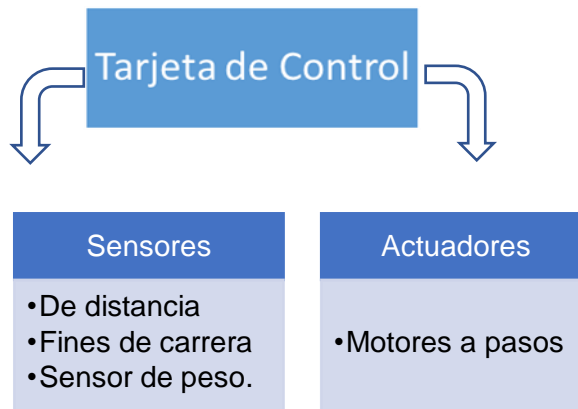 Tarjeta de Control
Sensores
•De distancia
•Fines de carrera
•Sensor de peso.
Actuadores
•Motores a pasos